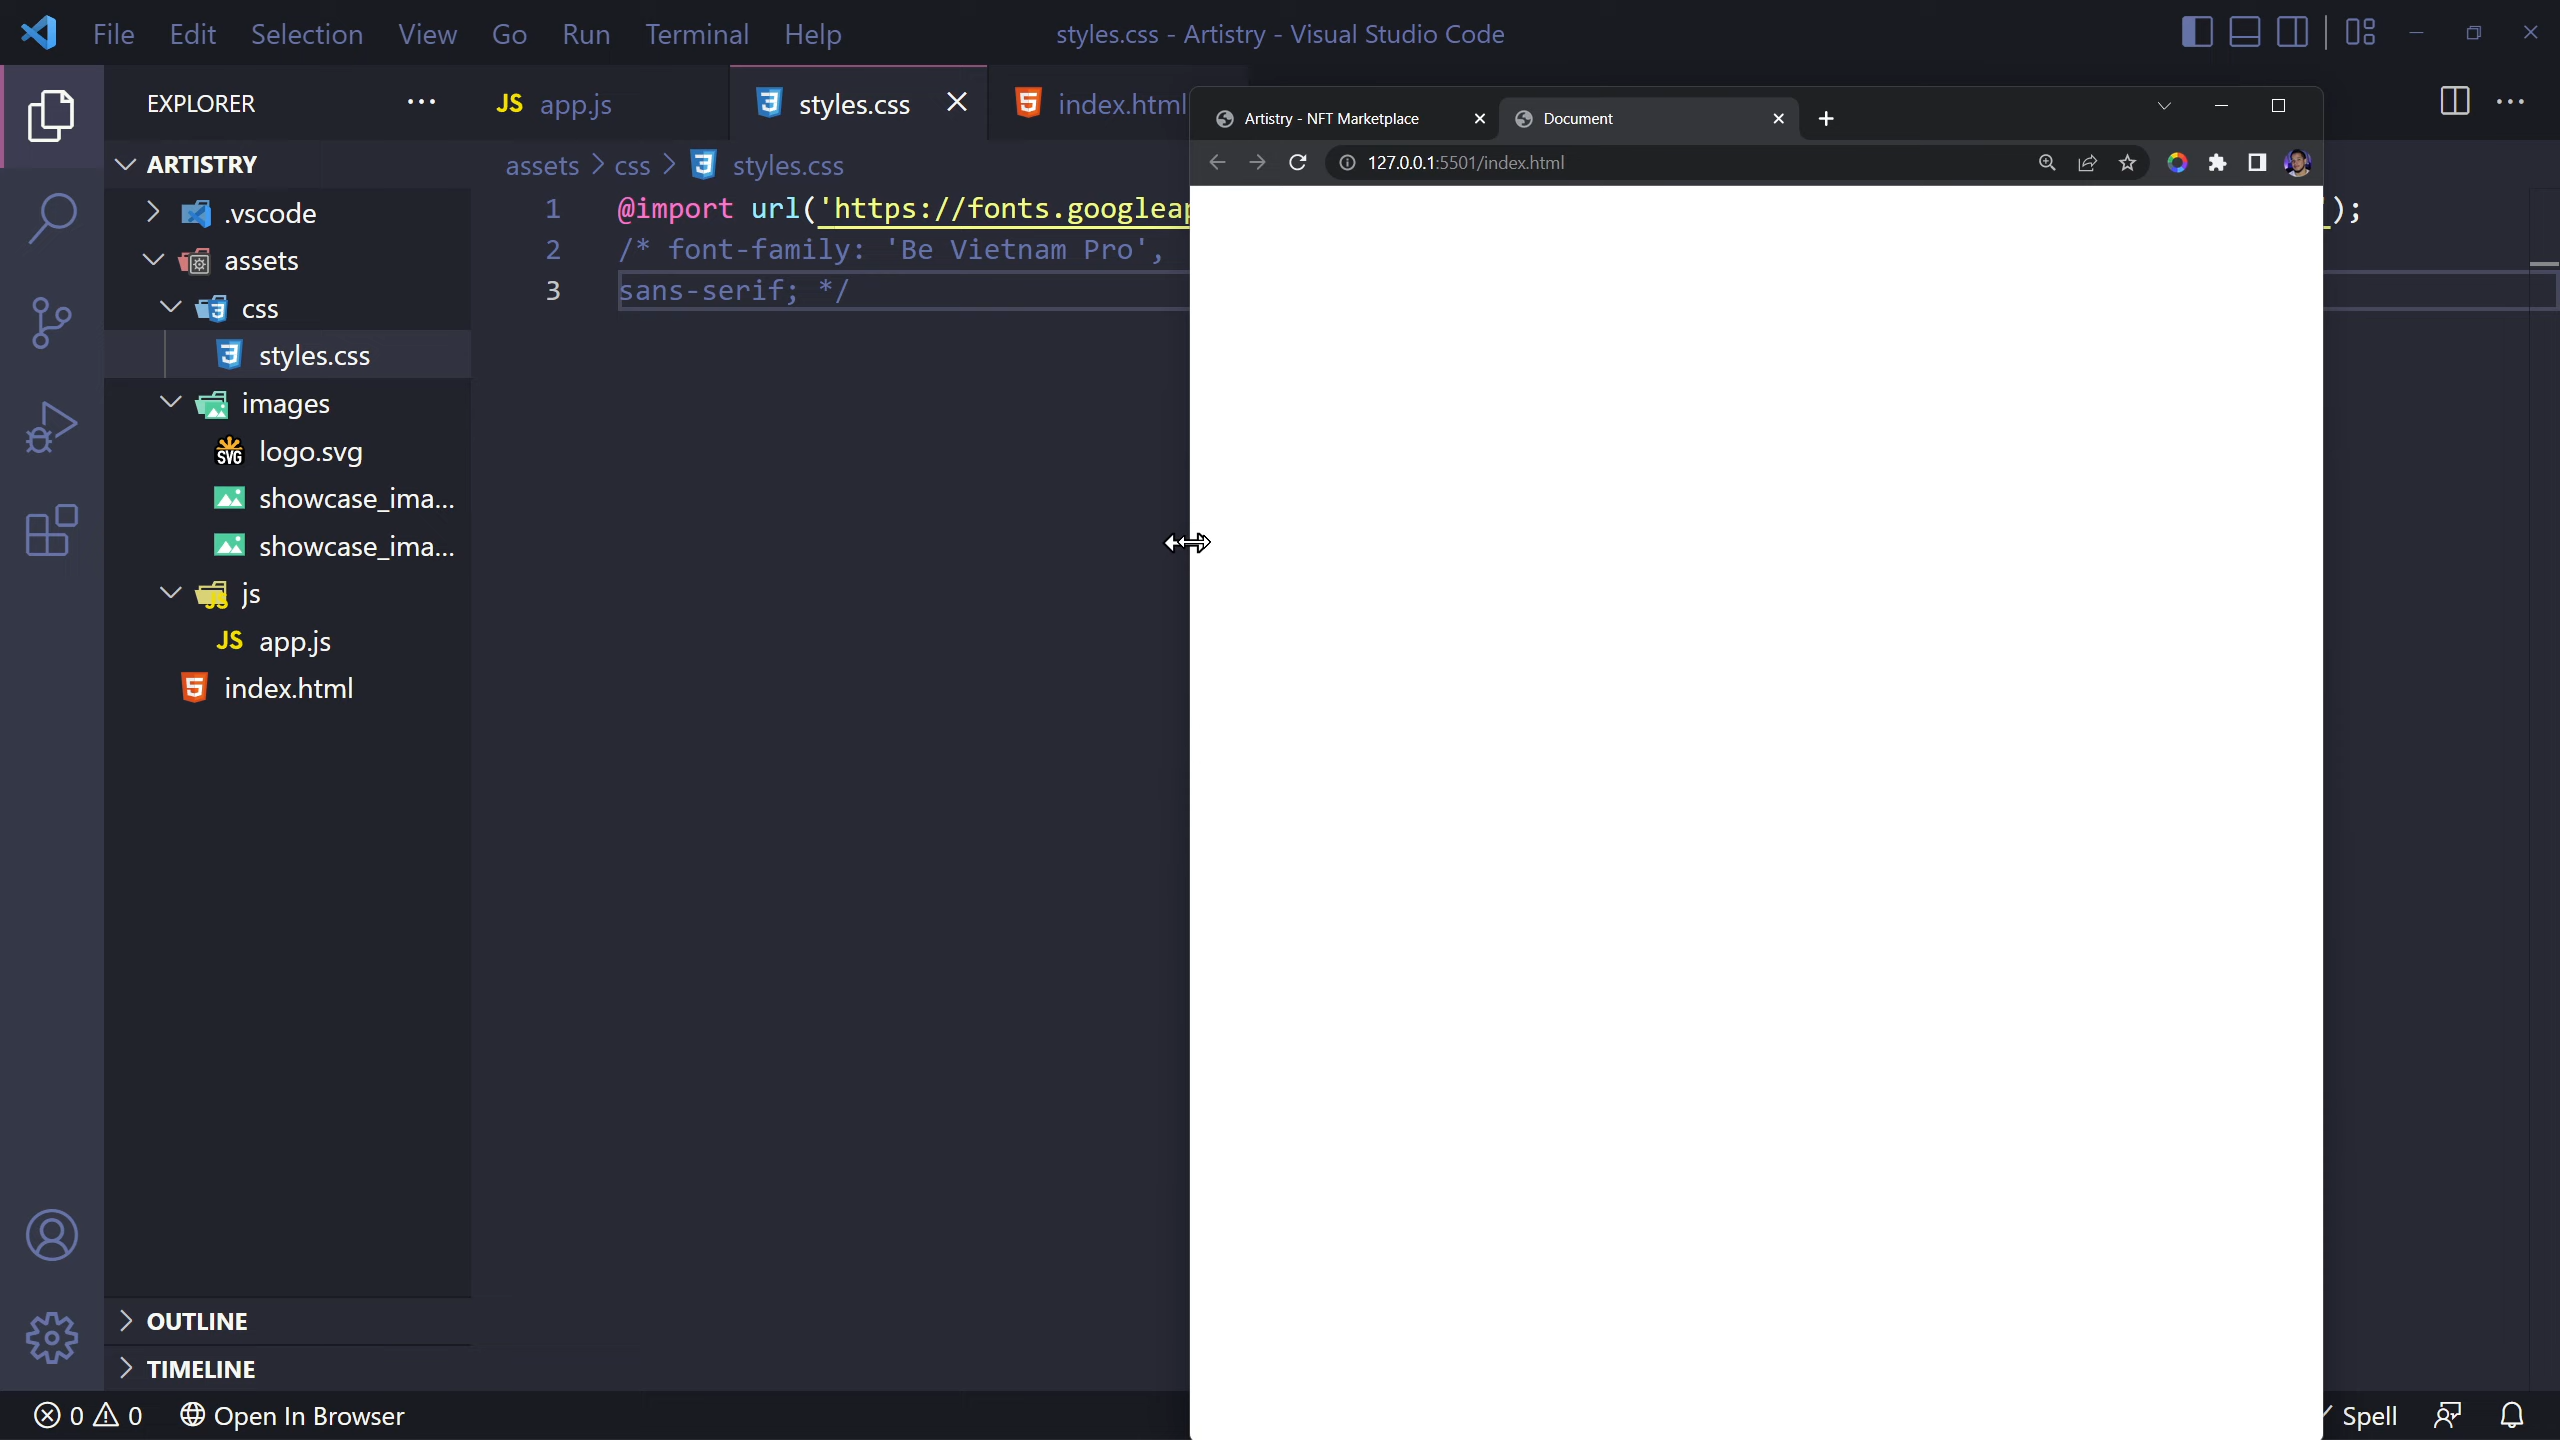 File Edit Selection View Go Run Terminal Help
styles.css - Artistry - Visual Studio Code
EXPLORER
ARTISTRY
.vscode
assets
css
styles.css
images
logo.svg
showcase_ima...
showcase_ima...
js
JS app.js
index.html
OUTLINE
TIMELINE
JS app.js
styles.css
index.html
assets > css > styles.css
1 @import url('https://fonts.googleap
');
2 /* font-family: 'Be Vietnam Pro',
3 sans-serif; */
Artistry - NFT Marketplace
Document
127.0.0.1:5501/index.html
0 0 Open In Browser
Spell